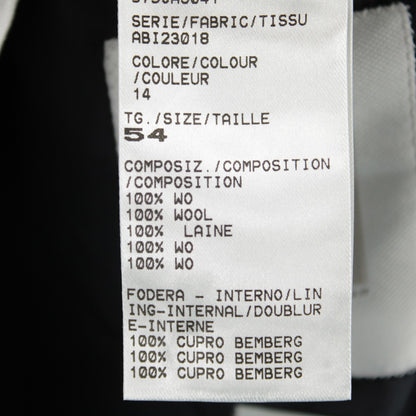 SERIE/FABRIC/TISSU
ABI23018
COLORE/COLOUR
/COULEUR
14
TG./SIZE/TAILLE
54
COMPOSIZ./COMPOSITION
/COMPOSITION
100% WO
100% WOOL
100% LAINE
100% WO
100% WO
FODERA - INTERNO/LIN
ING-INTERNAL/DOUBLUR
E-INTERNE
100% CUPRO BEMBERG
100% CUPRO BEMBERG
100% CUPRO BEMBERG